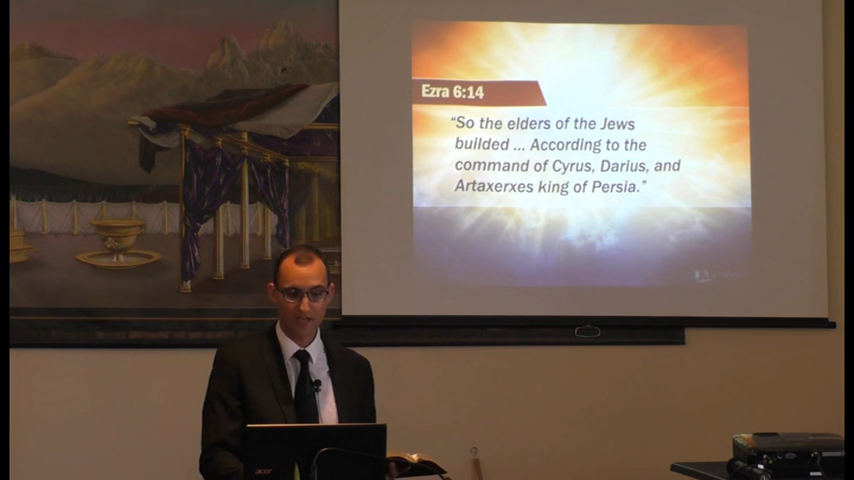 Ezra 6:14
“So the elders of the Jews
builded ... According to the
command of Cyrus, Darius, and
Artaxerxes king of Persia.”
acer